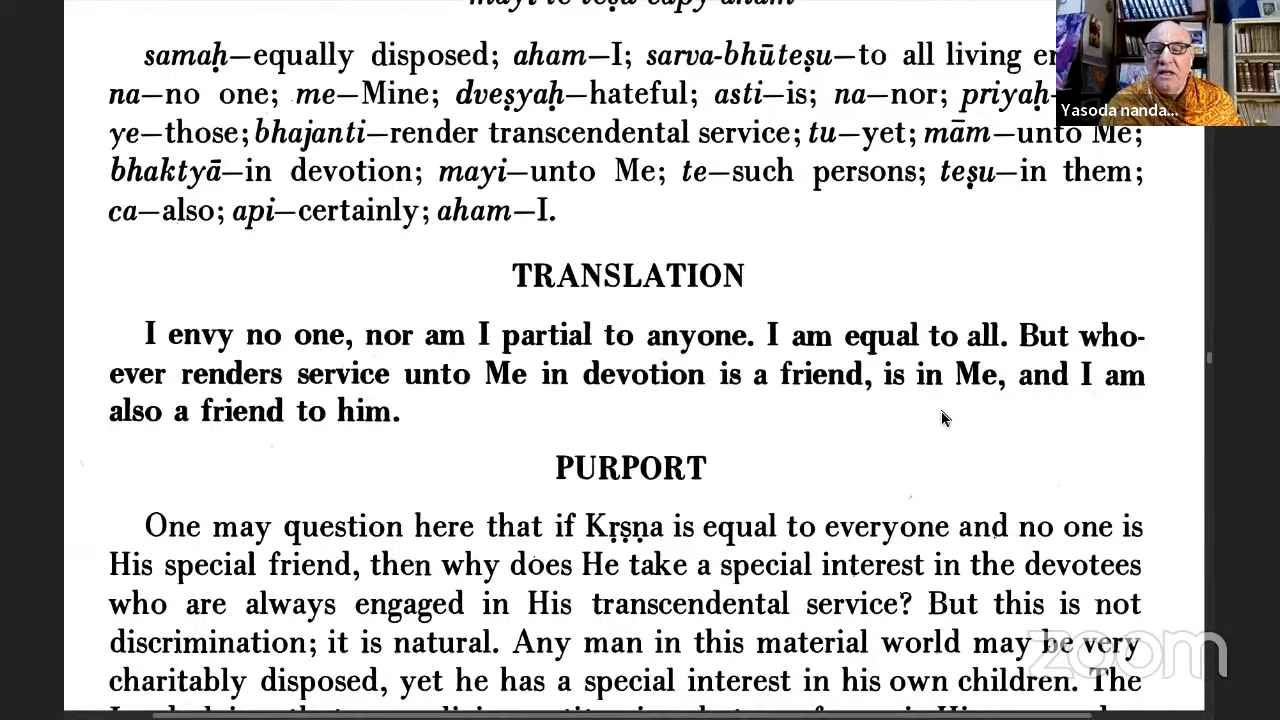 mayi te teṣu cāpy aham
samaḥ—equally disposed; aham—I; sarva-bhūteṣu—to all living en
na—no one; me—Mine; dveṣyaḥ—hateful; asti—is; na—nor; priyaḥ-
ye—those; bhajanti—render transcendental service; tu—yet; mām—unto Me;
bhaktyā—in devotion; mayi—unto Me; te—such persons; teṣu—in them;
ca—also; api—certainly; aham—I.
TRANSLATION
I envy no one, nor am I partial to anyone. I am equal to all. But who-
ever renders service unto Me in devotion is a friend, is in Me, and I am
also a friend to him.
PURPORT
One may question here that if Kṛṣṇa is equal to everyone and no one is
His special friend, then why does He take a special interest in the devotees
who are always engaged in His transcendental service? But this is not
discrimination; it is natural. Any man in this material world may be very
charitably disposed, yet he has a special interest in his own children. The
Yasoda nanda...
zoom